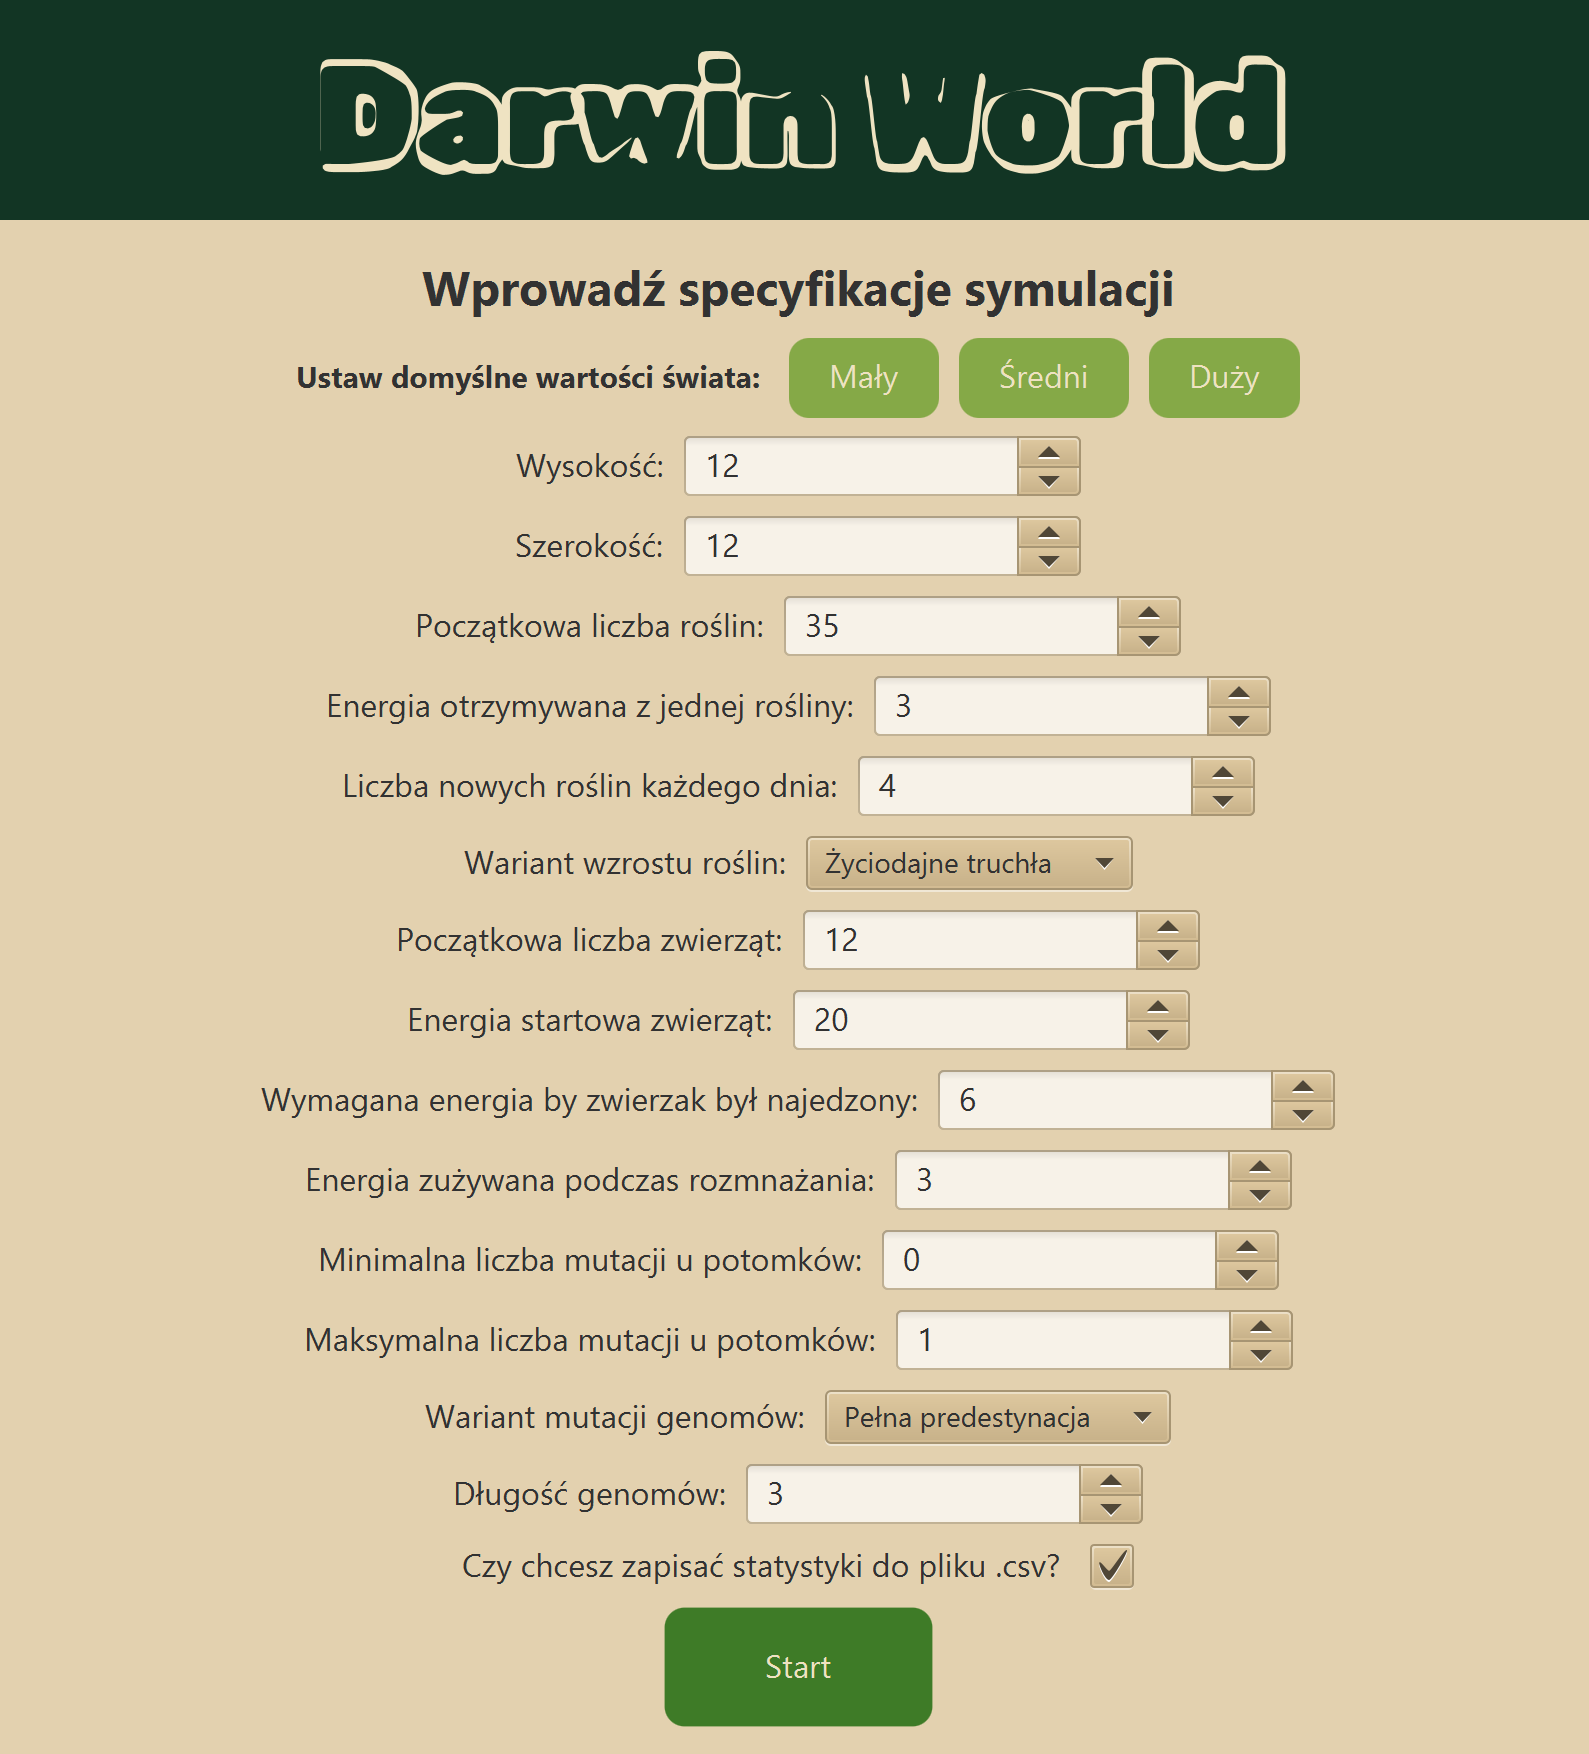 Darwin World
Wprowadź specyfikacje symulacji
Ustaw domyślne wartości świata: Mały Średni Duży
Wysokość: 12
Szerokość: 12
Początkowa liczba roślin: 35
Energia otrzymywana z jednej rośliny: 3
Liczba nowych roślin każdego dnia: 4
Wariant wzrostu roślin: Życiodajne truchła
Początkowa liczba zwierząt: 12
Energia startowa zwierząt: 20
Wymagana energia by zwierzak był najedzony: 6
Energia zużywana podczas rozmnażania: 3
Minimalna liczba mutacji u potomków: 0
Maksymalna liczba mutacji u potomków: 1
Wariant mutacji genomów: Pełna predestynacja
Długość genomów: 3
Czy chcesz zapisać statystyki do pliku .csv?
Start